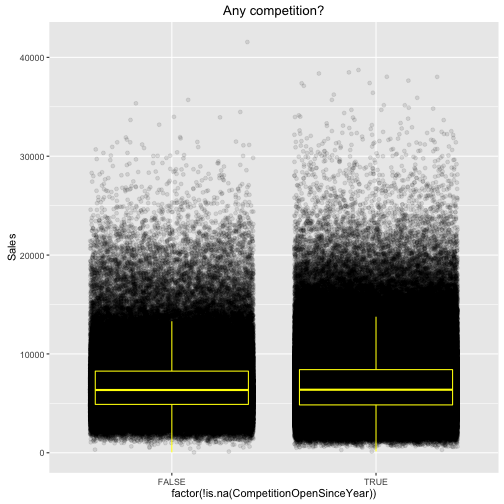 Any competition?
40000
30000
20000
10000
0
Sales
FALSE TRUE
factor(!is.na(CompetitionOpenSinceYear))